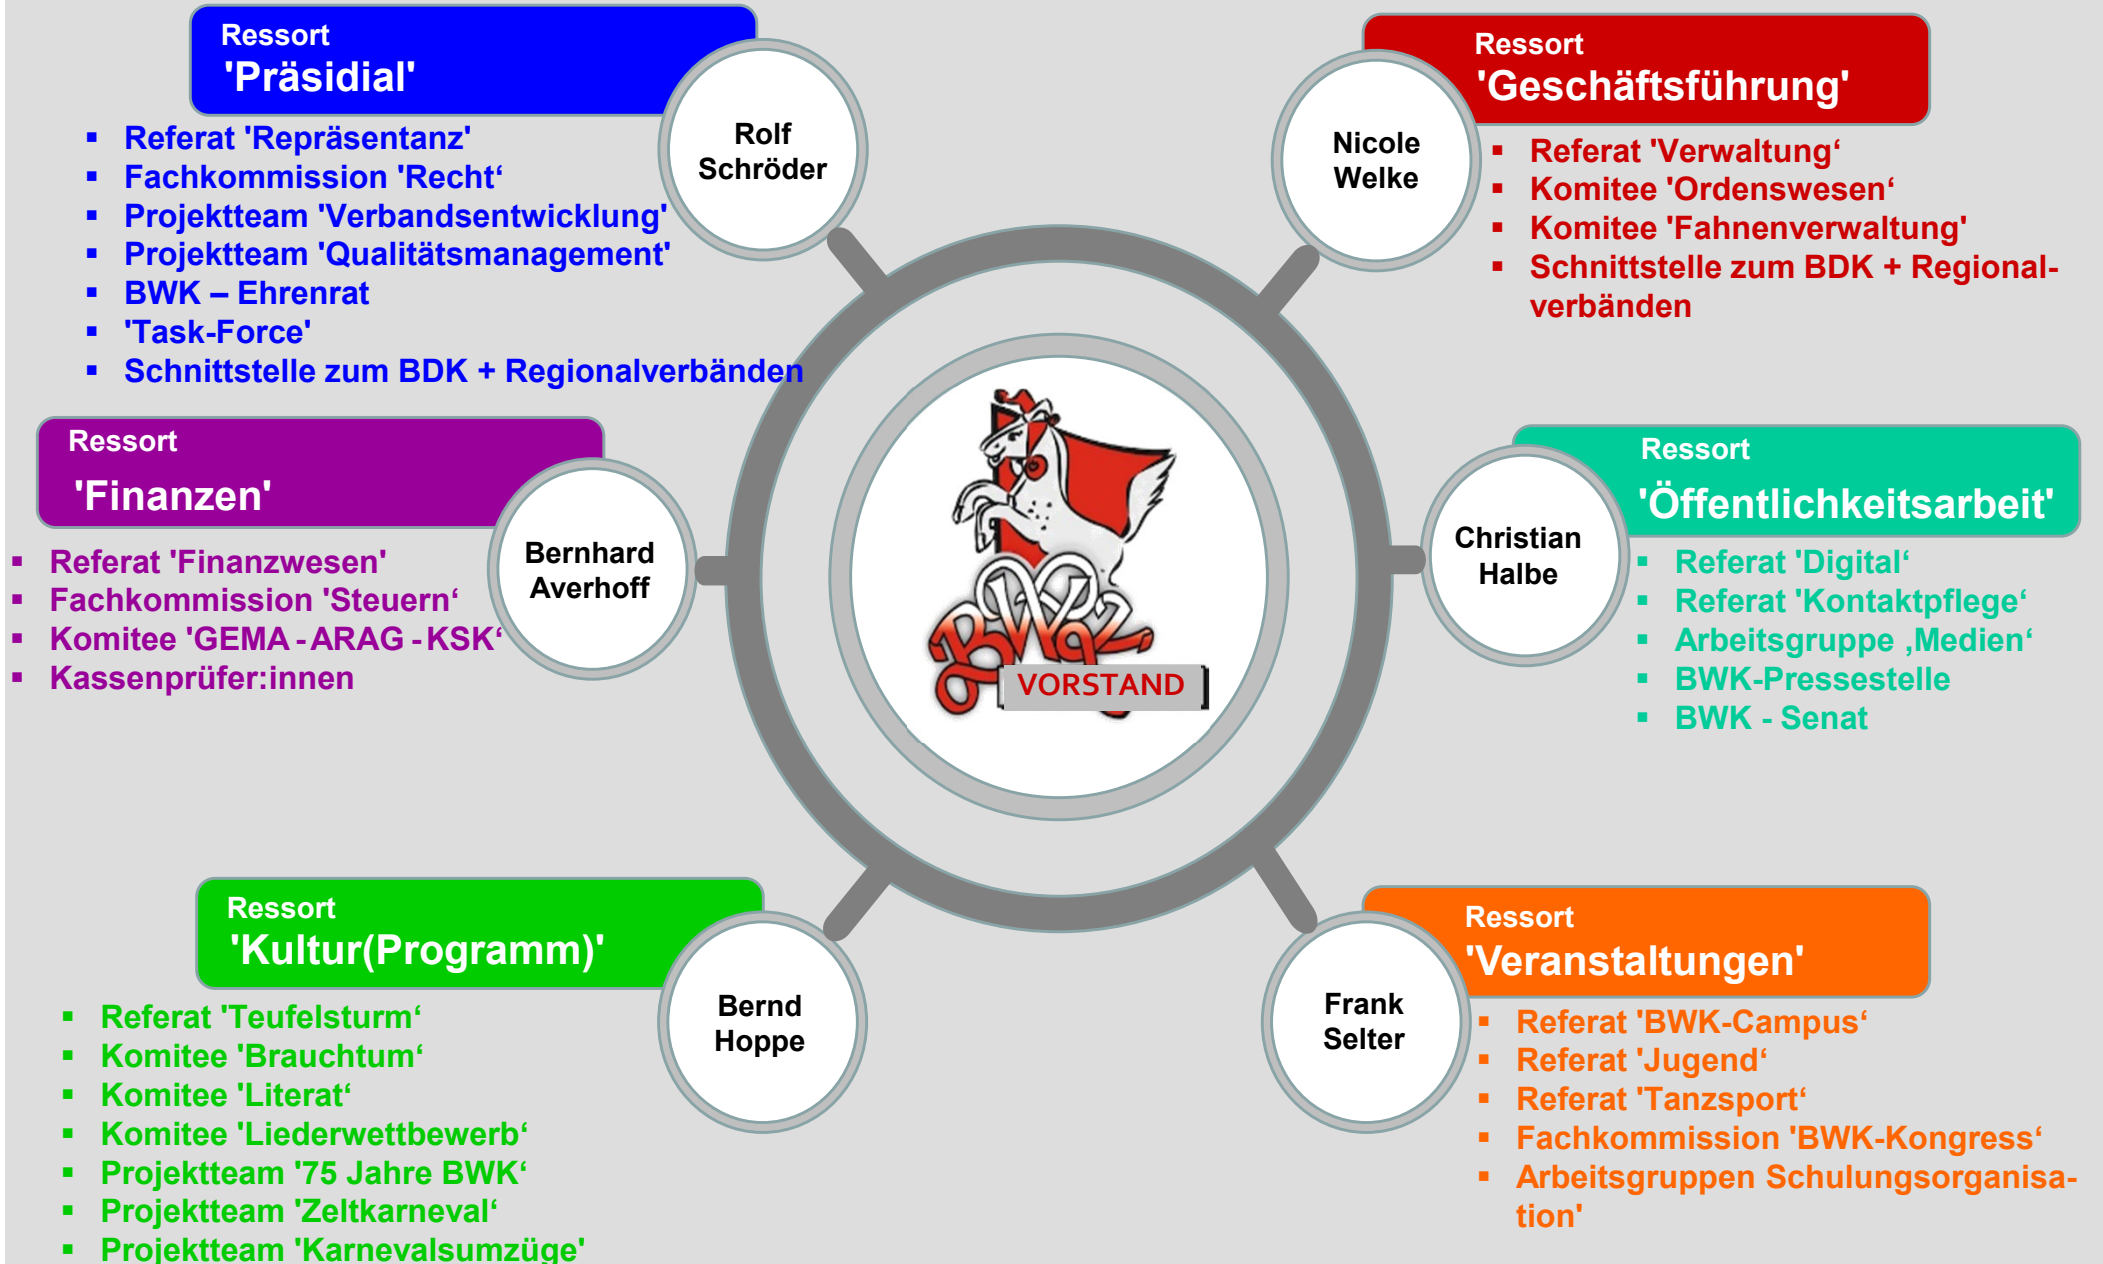 Ressort
'Präsidial'
Rolf
Schröder
▪ Referat 'Repräsentanz'
▪ Fachkommission 'Recht‘
▪ Projektteam 'Verbandsentwicklung'
▪ Projektteam 'Qualitätsmanagement'
▪ BWK – Ehrenrat
▪ 'Task-Force'
▪ Schnittstelle zum BDK + Regionalverbänden
Ressort
'Geschäftsführung'
Nicole
Welke
▪ Referat 'Verwaltung‘
▪ Komitee 'Ordenswesen‘
▪ Komitee 'Fahnenverwaltung'
▪ Schnittstelle zum BDK + Regional-
verbänden
Ressort
'Finanzen'
Bernhard
Averhoff
▪ Referat 'Finanzwesen'
▪ Fachkommission 'Steuern‘
▪ Komitee 'GEMA - ARAG - KSK‘
▪ Kassenprüfer:innen
VORSTAND
Ressort
'Öffentlichkeitsarbeit'
Christian
Halbe
▪ Referat 'Digital‘
▪ Referat 'Kontaktpflege‘
▪ Arbeitsgruppe ‚Medien‘
▪ BWK-Pressestelle
▪ BWK - Senat
Ressort
'Kultur(Programm)'
Bernd
Hoppe
▪ Referat 'Teufelsturm‘
▪ Komitee 'Brauchtum‘
▪ Komitee 'Literat‘
▪ Komitee 'Liederwettbewerb‘
▪ Projektteam '75 Jahre BWK‘
▪ Projektteam 'Zeltkarneval‘
▪ Projektteam 'Karnevalsumzüge'
Ressort
'Veranstaltungen'
Frank
Selter
▪ Referat 'BWK-Campus‘
▪ Referat 'Jugend‘
▪ Referat 'Tanzsport‘
▪ Fachkommission 'BWK-Kongress‘
▪ Arbeitsgruppen Schulungsorganisa-
tion'